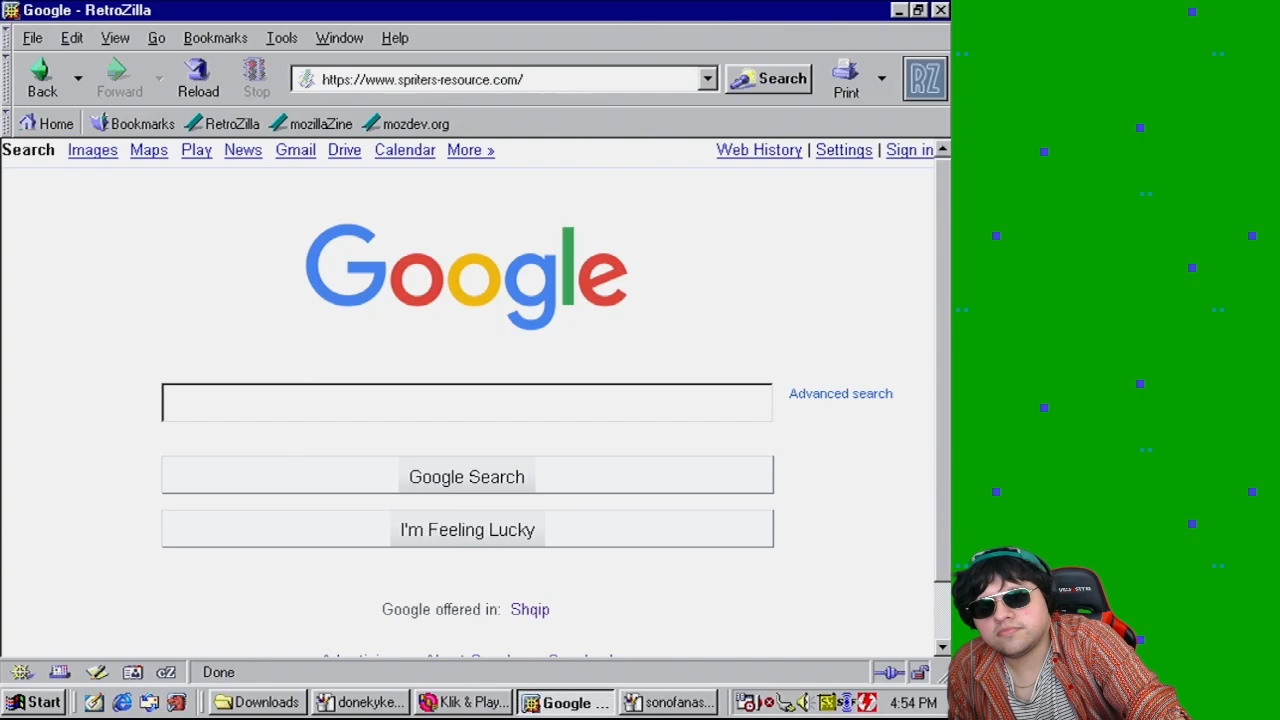 Google - RetroZilla
File Edit View Go Bookmarks Tools Window Help
Back Forward Reload Stop https://www.spriters-resource.com/ Search Print RZ
Home Bookmarks RetroZilla mozillaZine mozdev.org
Search Images Maps Play News Gmail Drive Calendar More » Web History | Settings | Sign in
Google
Advanced search
Google Search
I'm Feeling Lucky
Google offered in: Shqip
Done
Start Downloads donekyke... Klik & Play... Google ... sonofanas... 4:54 PM